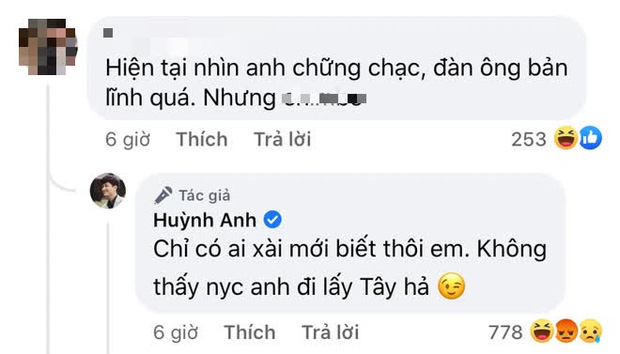 Hiện tại nhìn anh chững chạc, đàn ông bản
lĩnh quá. Nhưng
6 giờ Thích Trả lời 253
Tác giả
Huỳnh Anh
Chỉ có ai xài mới biết thôi em. Không
thấy nyc anh đi lấy Tây hả 😉
6 giờ Thích Trả lời 778